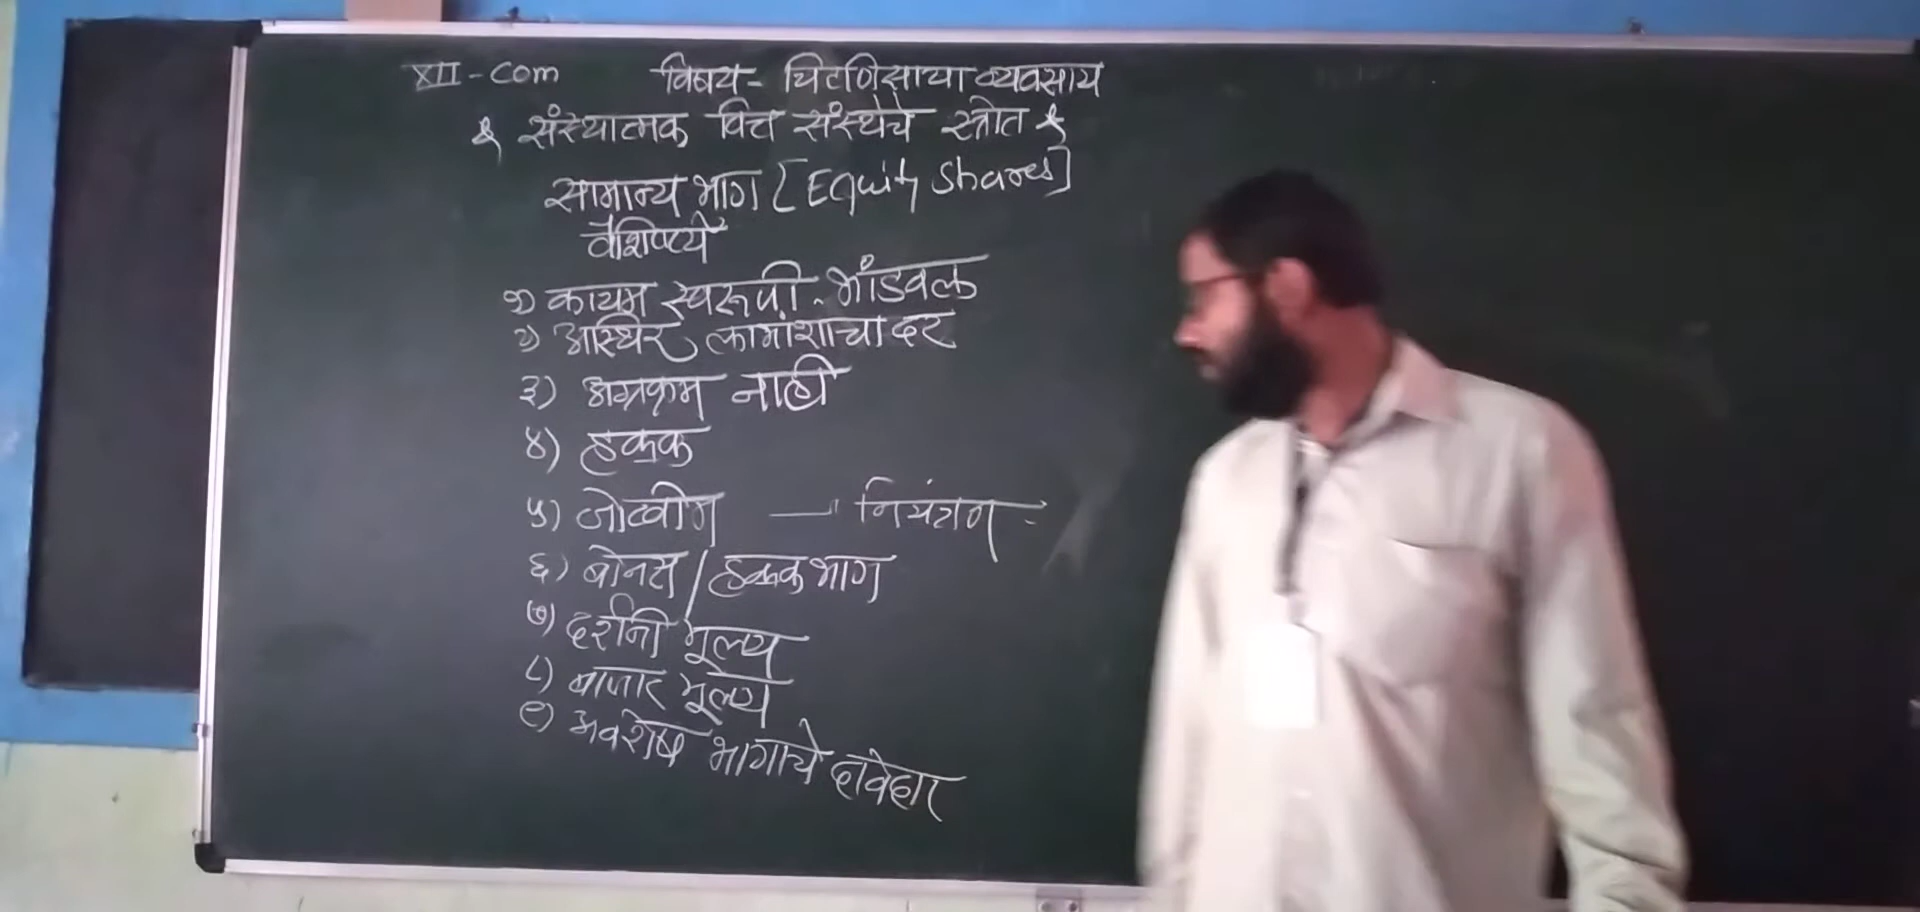 XII - Com विषय - चिटणिसाचा व्यवसाय
संस्थात्मक वित्त संस्थेचे स्त्रोत
सामान्य भाग [Equity Shares]
वैशिष्ट्ये
१) कायम स्वरूपी भांडवल
२) अस्थिर लाभांशाचा दर
३) अग्रक्रम नाही
४) हक्क
५) जोखीम → नियंत्रण
६) बोनस / हक्क भाग
७) दर्शनी मूल्य
८) बाजार मूल्य
९) अवशेष भागाचे दावेदार